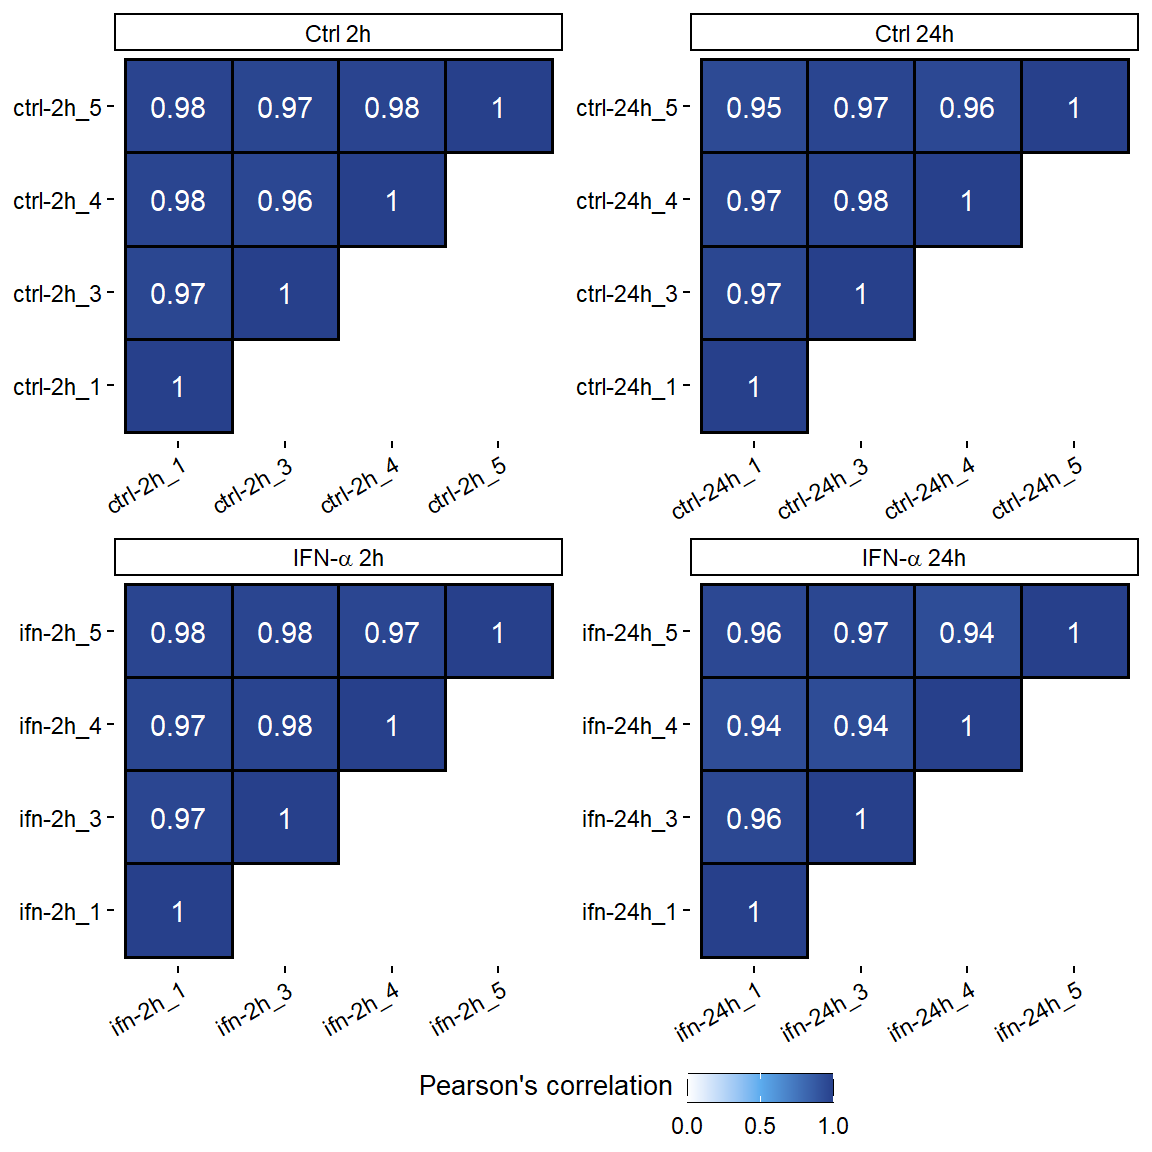 Ctrl 2h
ctrl-2h_5 0.98 0.97 0.98 1
ctrl-2h_4 0.98 0.96 1
ctrl-2h_3 0.97 1
ctrl-2h_1 1
ctrl-2h_1 ctrl-2h_3 ctrl-2h_4 ctrl-2h_5
Ctrl 24h
ctrl-24h_5 0.95 0.97 0.96 1
ctrl-24h_4 0.97 0.98 1
ctrl-24h_3 0.97 1
ctrl-24h_1 1
ctrl-24h_1 ctrl-24h_3 ctrl-24h_4 ctrl-24h_5
IFN-α 2h
ifn-2h_5 0.98 0.98 0.97 1
ifn-2h_4 0.97 0.98 1
ifn-2h_3 0.97 1
ifn-2h_1 1
ifn-2h_1 ifn-2h_3 ifn-2h_4 ifn-2h_5
IFN-α 24h
ifn-24h_5 0.96 0.97 0.94 1
ifn-24h_4 0.94 0.94 1
ifn-24h_3 0.96 1
ifn-24h_1 1
ifn-24h_1 ifn-24h_3 ifn-24h_4 ifn-24h_5
Pearson's correlation
0.0 0.5 1.0